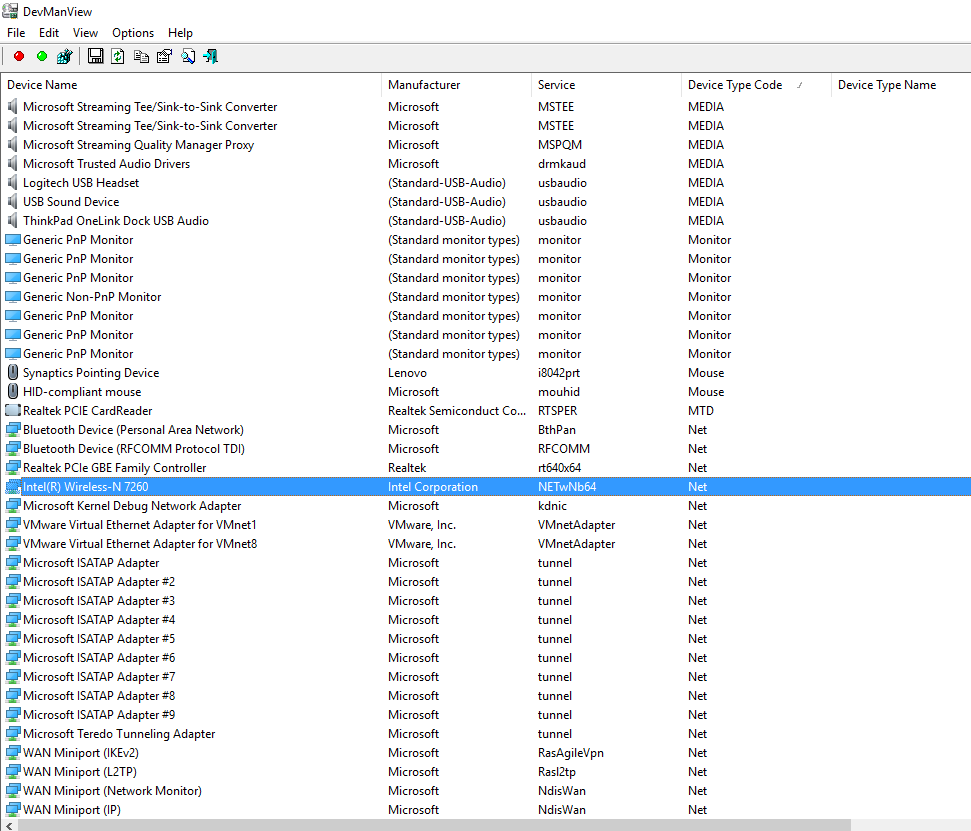 DevManView
File Edit View Options Help
Device Name Manufacturer Service Device Type Code Device Type Name
Microsoft Streaming Tee/Sink-to-Sink Converter Microsoft MSTEE MEDIA
Microsoft Streaming Tee/Sink-to-Sink Converter Microsoft MSTEE MEDIA
Microsoft Streaming Quality Manager Proxy Microsoft MSPQM MEDIA
Microsoft Trusted Audio Drivers Microsoft drmkaud MEDIA
Logitech USB Headset (Standard-USB-Audio) usbaudio MEDIA
USB Sound Device (Standard-USB-Audio) usbaudio MEDIA
ThinkPad OneLink Dock USB Audio (Standard-USB-Audio) usbaudio MEDIA
Generic PnP Monitor (Standard monitor types) monitor Monitor
Generic PnP Monitor (Standard monitor types) monitor Monitor
Generic PnP Monitor (Standard monitor types) monitor Monitor
Generic Non-PnP Monitor (Standard monitor types) monitor Monitor
Generic PnP Monitor (Standard monitor types) monitor Monitor
Generic PnP Monitor (Standard monitor types) monitor Monitor
Generic PnP Monitor (Standard monitor types) monitor Monitor
Synaptics Pointing Device Lenovo i8042prt Mouse
HID-compliant mouse Microsoft mouhid Mouse
Realtek PCIE CardReader Realtek Semiconduct Co... RTSPER MTD
Bluetooth Device (Personal Area Network) Microsoft BthPan Net
Bluetooth Device (RFCOMM Protocol TDI) Microsoft RFCOMM Net
Realtek PCIe GBE Family Controller Realtek rt640x64 Net
Intel(R) Wireless-N 7260 Intel Corporation NETwNb64 Net
Microsoft Kernel Debug Network Adapter Microsoft kdnic Net
VMware Virtual Ethernet Adapter for VMnet1 VMware, Inc. VMnetAdapter Net
VMware Virtual Ethernet Adapter for VMnet8 VMware, Inc. VMnetAdapter Net
Microsoft ISATAP Adapter Microsoft tunnel Net
Microsoft ISATAP Adapter #2 Microsoft tunnel Net
Microsoft ISATAP Adapter #3 Microsoft tunnel Net
Microsoft ISATAP Adapter #4 Microsoft tunnel Net
Microsoft ISATAP Adapter #5 Microsoft tunnel Net
Microsoft ISATAP Adapter #6 Microsoft tunnel Net
Microsoft ISATAP Adapter #7 Microsoft tunnel Net
Microsoft ISATAP Adapter #8 Microsoft tunnel Net
Microsoft ISATAP Adapter #9 Microsoft tunnel Net
Microsoft Teredo Tunneling Adapter Microsoft tunnel Net
WAN Miniport (IKEv2) Microsoft RasAgileVpn Net
WAN Miniport (L2TP) Microsoft Rasl2tp Net
WAN Miniport (Network Monitor) Microsoft NdisWan Net
WAN Miniport (IP) Microsoft NdisWan Net